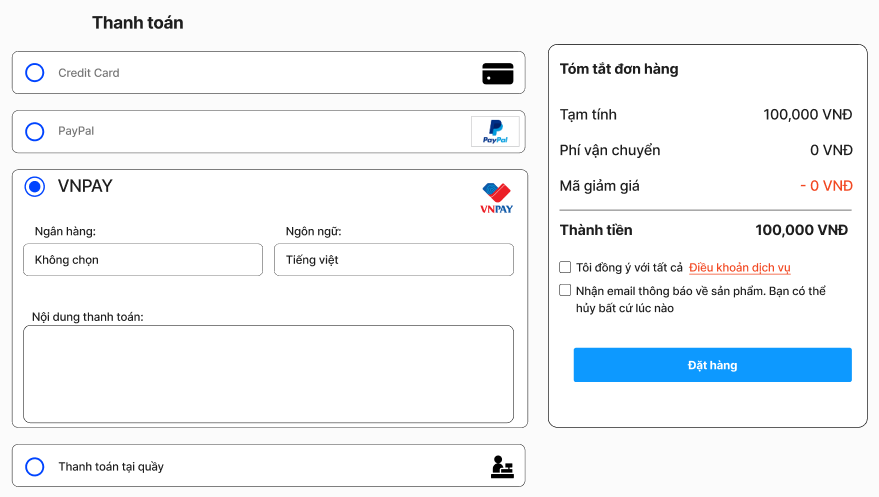 Thanh toán
Credit Card
PayPal
PayPal
VNPAY
VNPAY
Ngân hàng:
Ngôn ngữ:
Không chọn
Tiếng việt
Nội dung thanh toán:
Thanh toán tại quầy
Tóm tắt đơn hàng
Tạm tính 100,000 VNĐ
Phí vận chuyển 0 VNĐ
Mã giảm giá - 0 VNĐ
Thành tiền 100,000 VNĐ
Tôi đồng ý với tất cả Điều khoản dịch vụ
Nhận email thông báo về sản phẩm. Bạn có thể
hủy bất cứ lúc nào
Đặt hàng